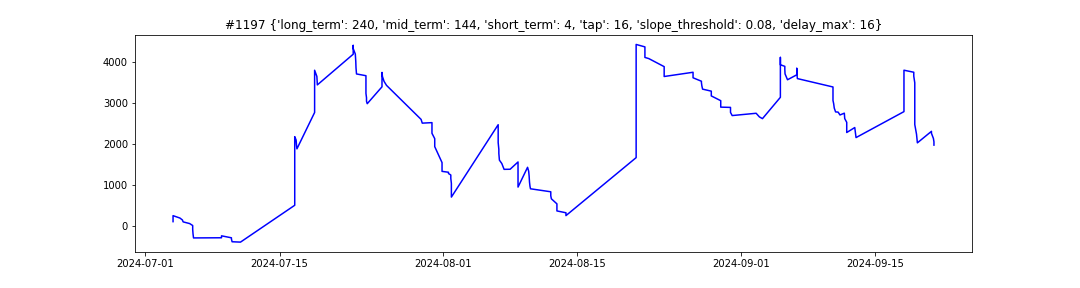 #1197 {'long_term': 240, 'mid_term': 144, 'short_term': 4, 'tap': 16, 'slope_threshold': 0.08, 'delay_max': 16}
4000
3000
2000
1000
0
2024-07-01 2024-07-15 2024-08-01 2024-08-15 2024-09-01 2024-09-15